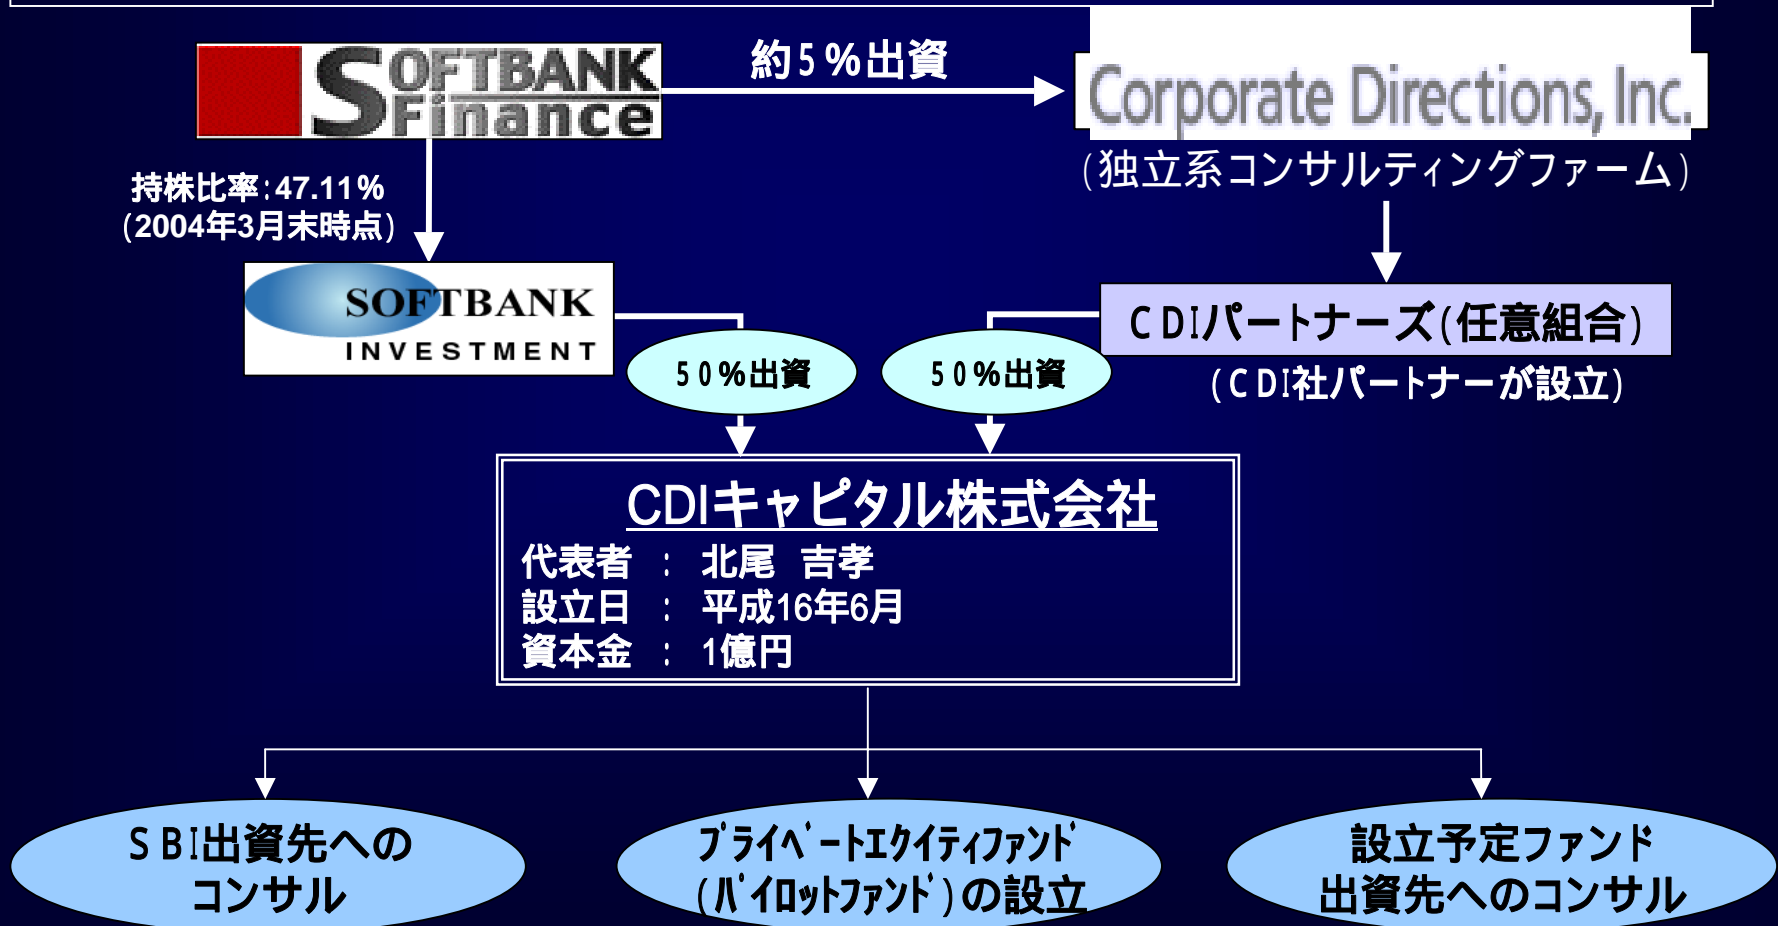 SOFTBANK
Finance
約5%出資
Corporate Directions, Inc.
(独立系コンサルティングファーム)
持株比率:47.11%
(2004年3月末時点)
SOFTBANK
INVESTMENT
50%出資
50%出資
CDIパートナーズ(任意組合)
(CDI社パートナーが設立)
CDIキャピタル株式会社
代表者 : 北尾 吉孝
設立日 : 平成16年6月
資本金 : 1億円
SBI出資先への
コンサル
プライベートエクイティファンド
(パイロットファンド)の設立
設立予定ファンド
出資先へのコンサル